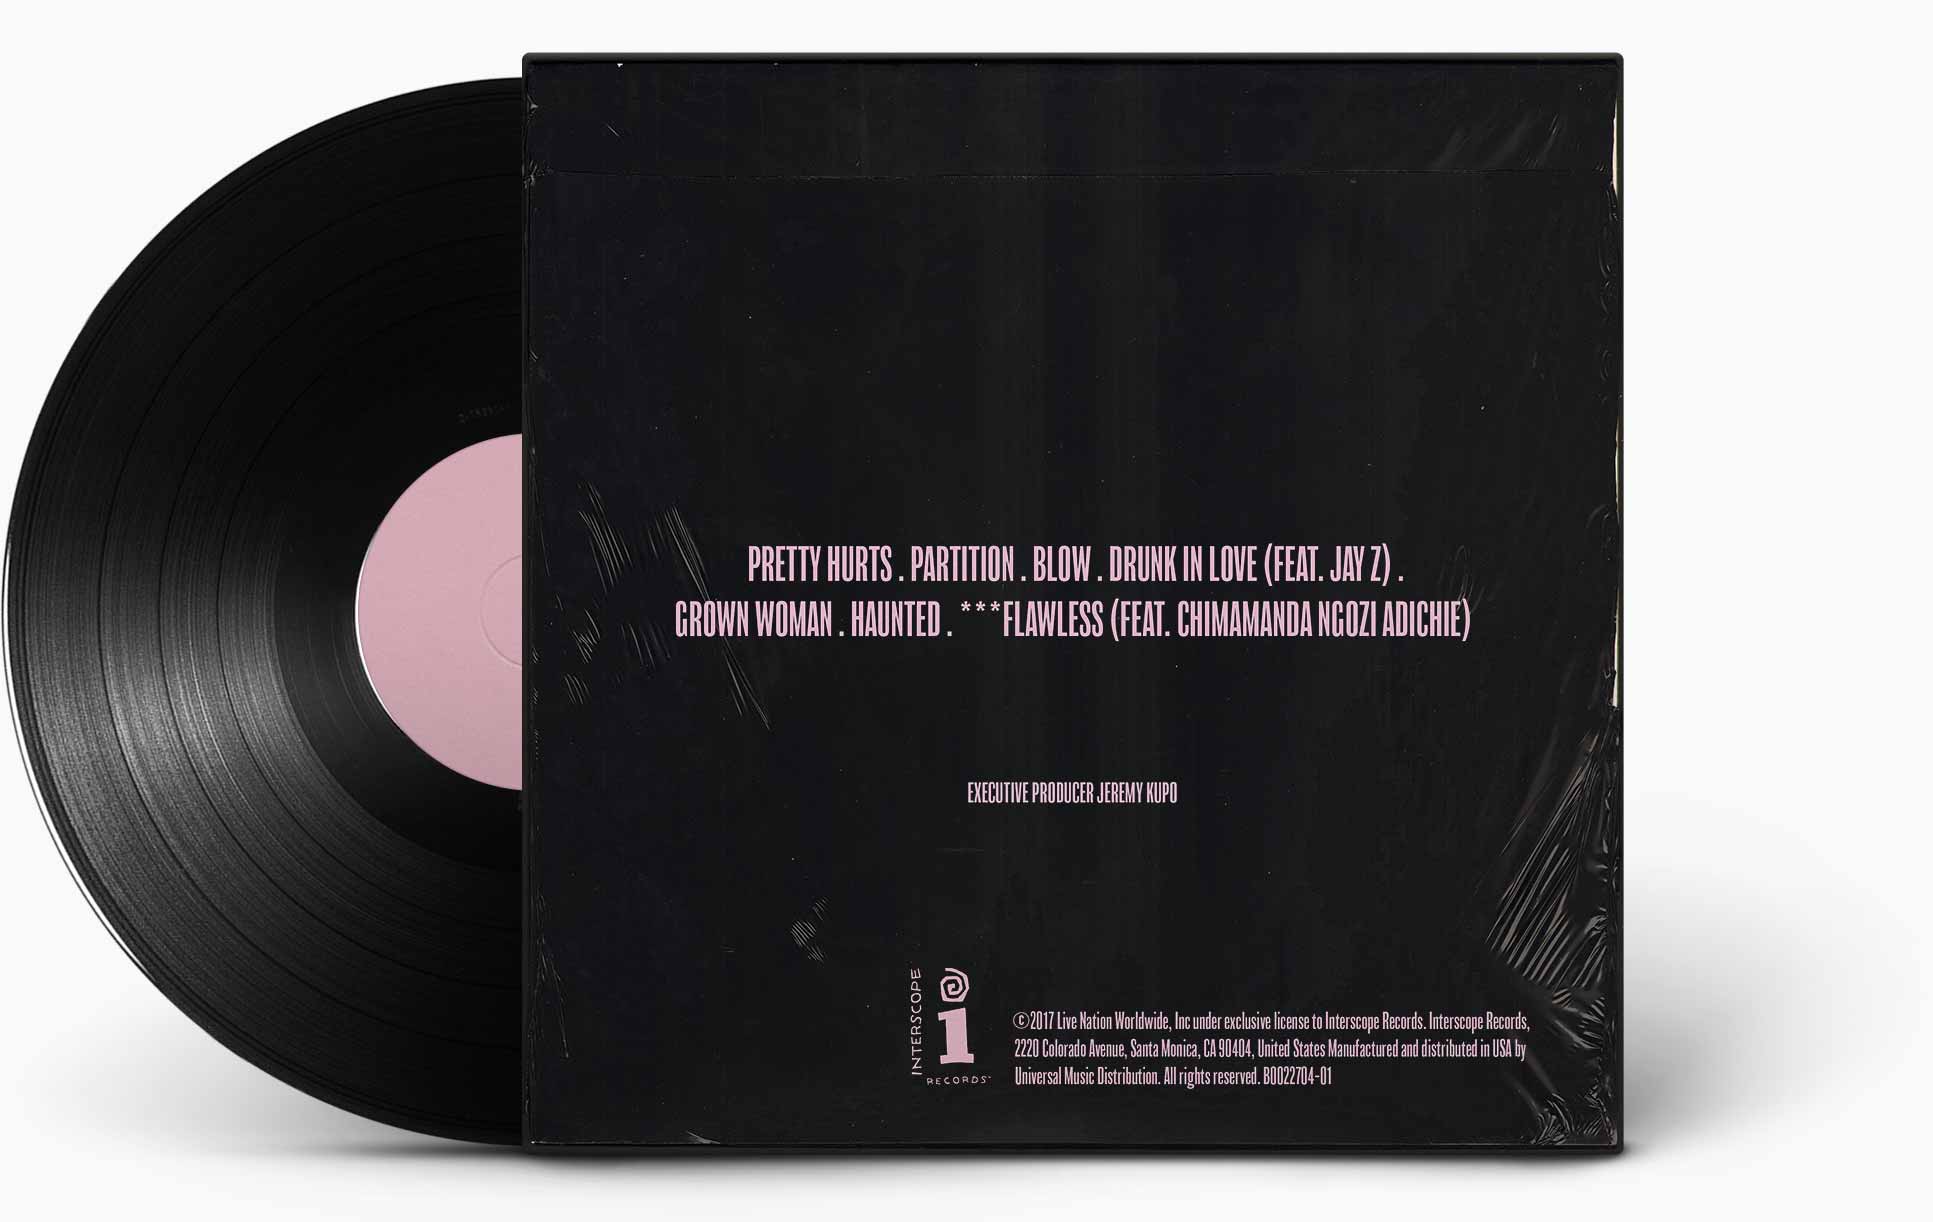 PRETTY HURTS . PARTITION . BLOW . DRUNK IN LOVE (FEAT. JAY Z) .
GROWN WOMAN . HAUNTED . ***FLAWLESS (FEAT. CHIMAMANDA NGOZI ADICHIE)
EXECUTIVE PRODUCER JEREMY KUPO
INTERSCOPE
RECORDS™
©2017 Live Nation Worldwide, Inc under exclusive license to Interscope Records. Interscope Records,
2220 Colorado Avenue, Santa Monica, CA 90404, United States Manufactured and distributed in USA by
Universal Music Distribution. All rights reserved. B0022704-01